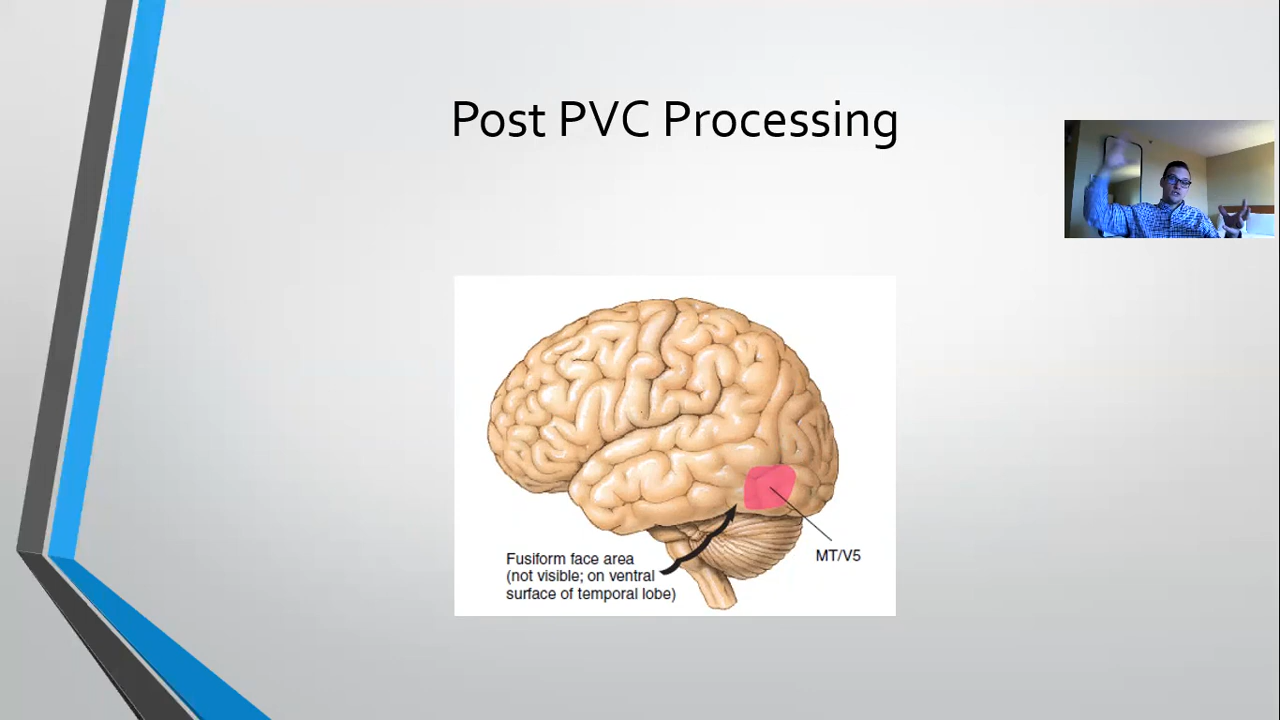 Post PVC Processing
Fusiform face area
(not visible; on ventral
surface of temporal lobe)
MT/V5